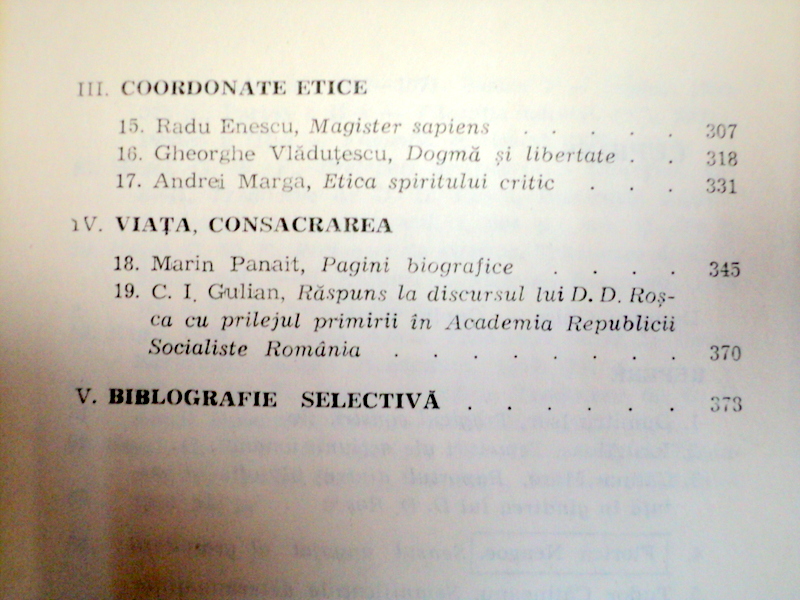 III. COORDONATE ETICE
15. Radu Enescu, Magister sapiens . . . . . 307
16. Gheorghe Vlăduțescu, Dogmă și libertate . . 318
17. Andrei Marga, Etica spiritului critic . . . 331
IV. VIAȚA, CONSACRAREA
18. Marin Panait, Pagini biografice . . . . 345
19. C. I. Gulian, Răspuns la discursul lui D. D. Roș-
ca cu prilejul primirii în Academia Republicii
Socialiste România . . . . . . . . 370
V. BIBLOGRAFIE SELECTIVĂ . . . . . . 373